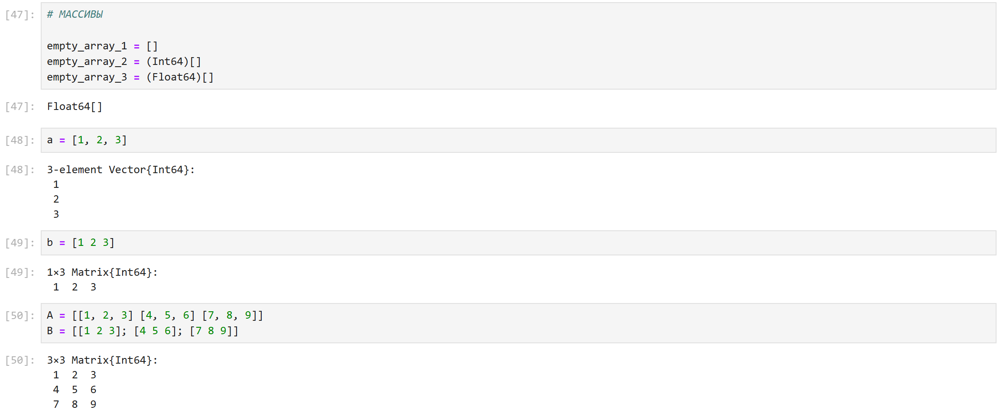 [47]: # МАССИВЫ
empty_array_1 = []
empty_array_2 = (Int64)[]
empty_array_3 = (Float64)[]
[47]: Float64[]
[48]: a = [1, 2, 3]
[48]: 3-element Vector{Int64}:
1
2
3
[49]: b = [1 2 3]
[49]: 1×3 Matrix{Int64}:
1 2 3
[50]: A = [[1, 2, 3] [4, 5, 6] [7, 8, 9]]
B = [[1 2 3]; [4 5 6]; [7 8 9]]
[50]: 3×3 Matrix{Int64}:
1 2 3
4 5 6
7 8 9